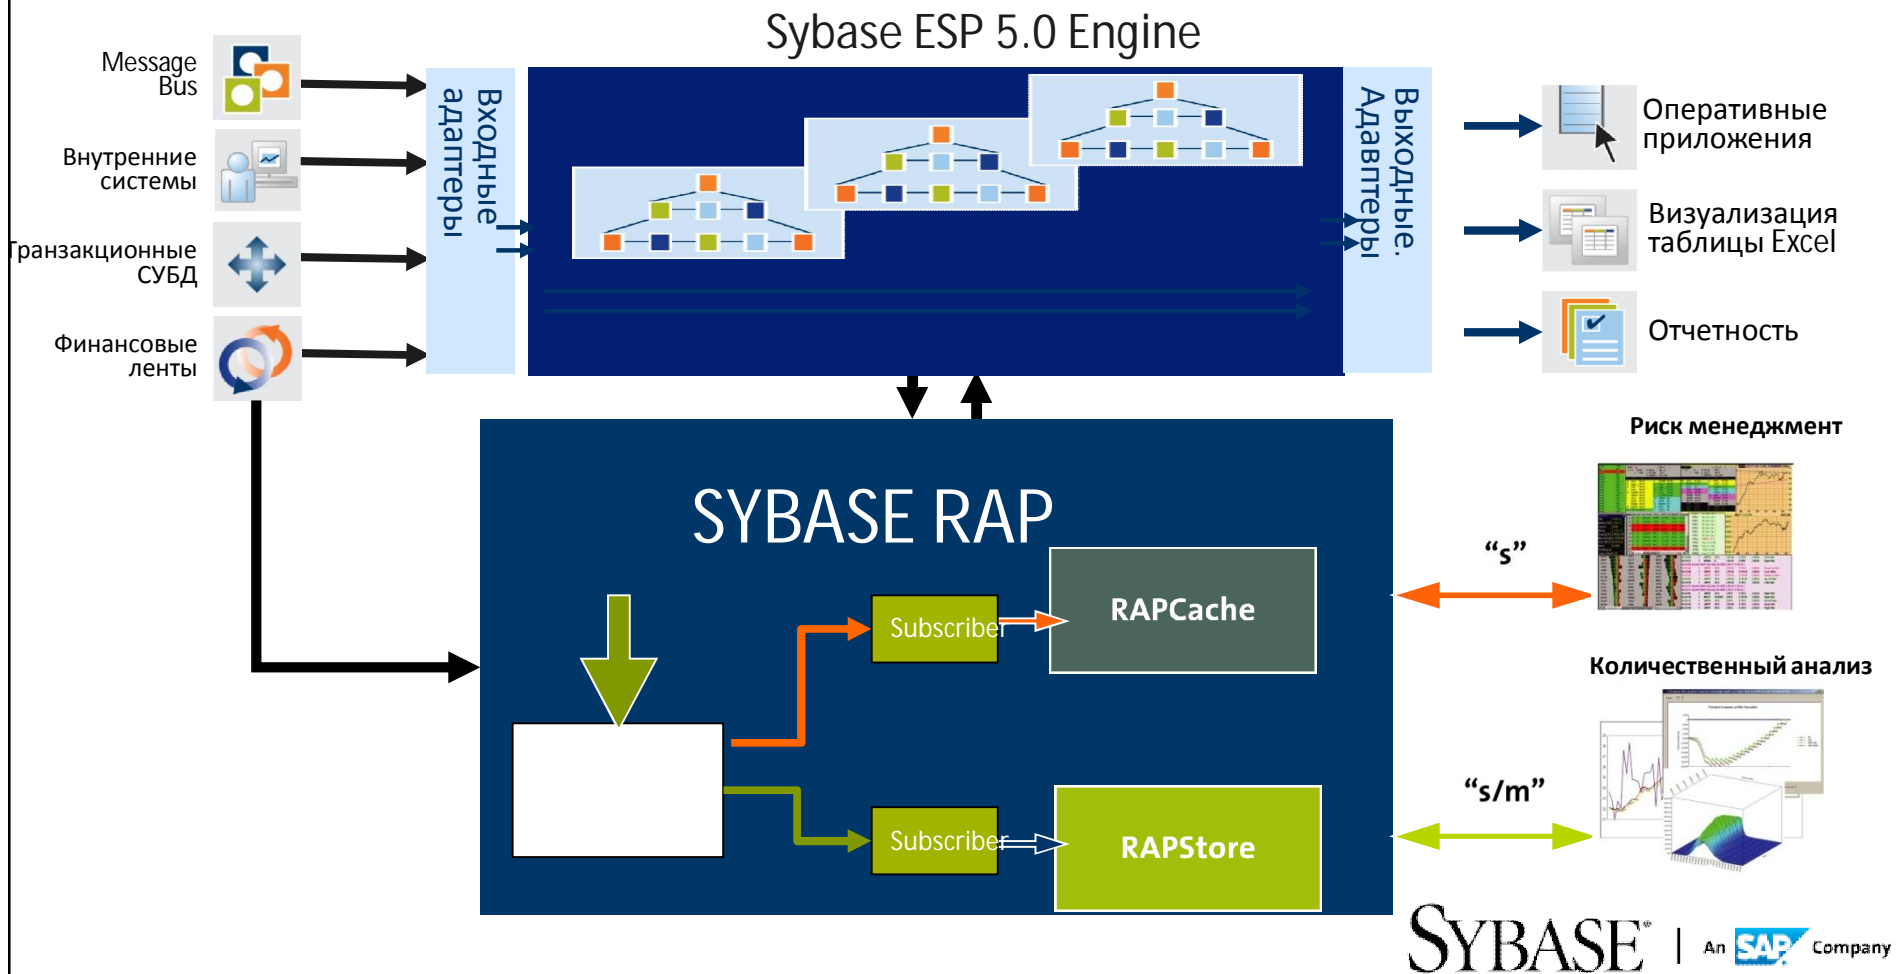 Sybase ESP 5.0 Engine
Message
Bus
Внутренние
системы
Транзакционные
СУБД
Финансовые
ленты
Входные
адаптеры
Выходные.
Адавптеры
Оперативные
приложения
Визуализация
таблицы Excel
Отчетность
SYBASE RAP
Subscriber
RAPCache
Subscriber
RAPStore
Риск менеджмент
“s”
Количественный анализ
“s/m”
SYBASE®
An SAP Company